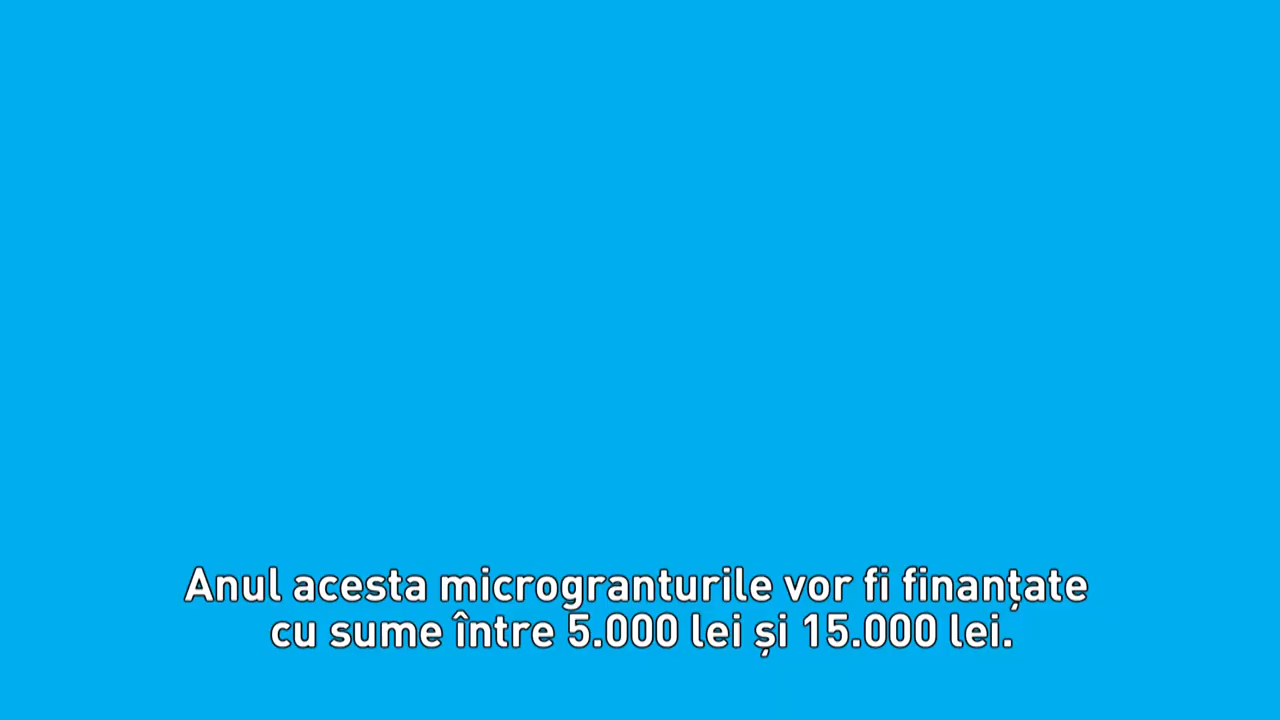 Anul acesta microgranturile vor fi finanțate
cu sume între 5.000 lei și 15.000 lei.